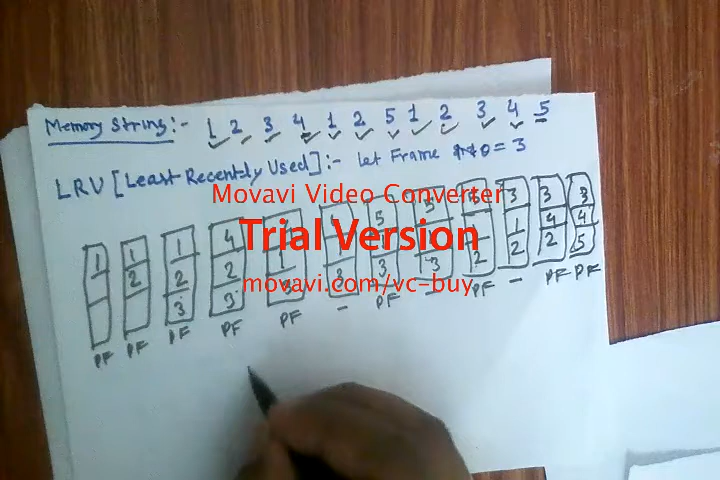 Memory String:- 1 2 3 4 1 2 5 1 2 3 4 5
LRU [Least Recently Used]:- let Frame No = 3
Movavi Video Converter
Trial Version
movavi.com/vc-buy
1 1 1 4 5 3 3 3
2 2 2 1 1 4 4
3 3 3 3 2 2 2 5
PF PF PF PF PF - PF - PF - PF PF